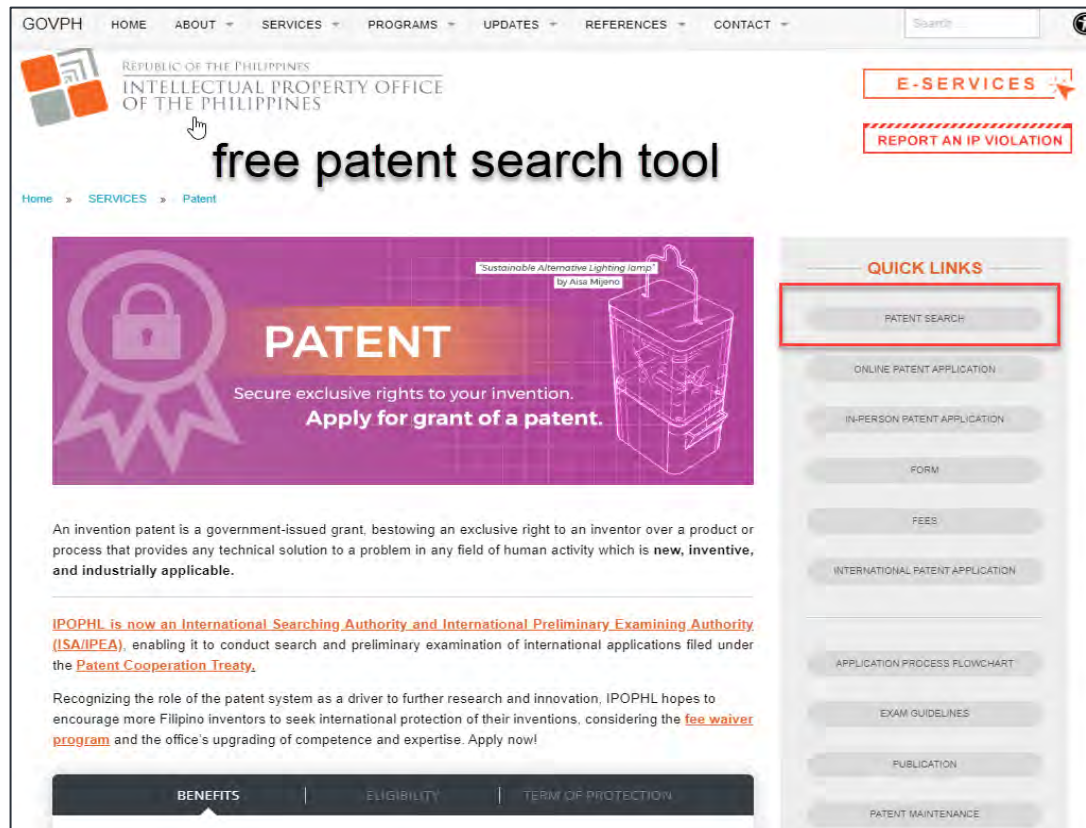 GOVPH HOME ABOUT SERVICES PROGRAMS UPDATES REFERENCES CONTACT Search ...
REPUBLIC OF THE PHILIPPINES
INTELLECTUAL PROPERTY OFFICE
OF THE PHILIPPINES
E-SERVICES
REPORT AN IP VIOLATION
free patent search tool
Home » SERVICES » Patent
"Sustainable Alternative Lighting lamp"
by Aisa Mijeno
PATENT
Secure exclusive rights to your invention.
Apply for grant of a patent.
An invention patent is a government-issued grant, bestowing an exclusive right to an inventor over a product or
process that provides any technical solution to a problem in any field of human activity which is new, inventive,
and industrially applicable.
IPOPHL is now an International Searching Authority and International Preliminary Examining Authority
(ISA/IPEA), enabling it to conduct search and preliminary examination of international applications filed under
the Patent Cooperation Treaty.
Recognizing the role of the patent system as a driver to further research and innovation, IPOPHL hopes to
encourage more Filipino inventors to seek international protection of their inventions, considering the fee waiver
program and the office's upgrading of competence and expertise. Apply now!
BENEFITS ELIGIBILITY TERM OF PROTECTION
QUICK LINKS
PATENT SEARCH
ONLINE PATENT APPLICATION
IN-PERSON PATENT APPLICATION
FORM
FEES
INTERNATIONAL PATENT APPLICATION
APPLICATION PROCESS FLOWCHART
EXAM GUIDELINES
PUBLICATION
PATENT MAINTENANCE